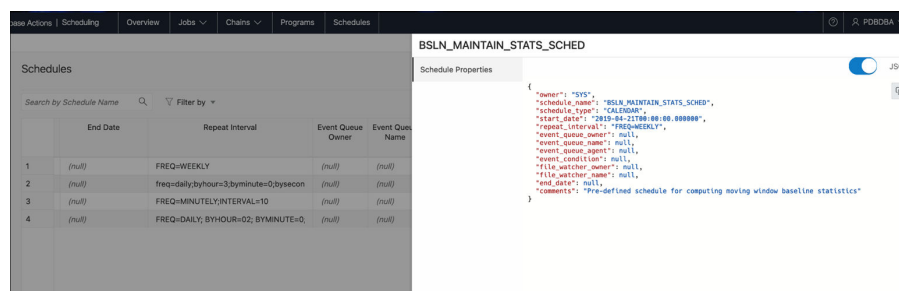 base Actions | Scheduling Overview Jobs Chains Programs Schedules PDBDBA
BSLN_MAINTAIN_STATS_SCHED
Schedules
Schedule Properties
Search by Schedule Name Filter by
End Date Repeat Interval Event Queue Owner Event Queu Name
1 (null) FREQ=WEEKLY (null) (null)
2 (null) freq=daily;byhour=3;byminute=0;bysecon (null) (null)
3 (null) FREQ=MINUTELY;INTERVAL=10 (null) (null)
4 (null) FREQ=DAILY; BYHOUR=02; BYMINUTE=0; (null) (null)
JS
{
"owner": "SYS",
"schedule_name": "BSLN_MAINTAIN_STATS_SCHED",
"schedule_type": "CALENDAR",
"start_date": "2019-04-21T00:00:00.000000",
"repeat_interval": "FREQ=WEEKLY",
"event_queue_owner": null,
"event_queue_name": null,
"event_queue_agent": null,
"event_condition": null,
"file_watcher_owner": null,
"file_watcher_name": null,
"end_date": null,
"comments": "Pre-defined schedule for computing moving window baseline statistics"
}